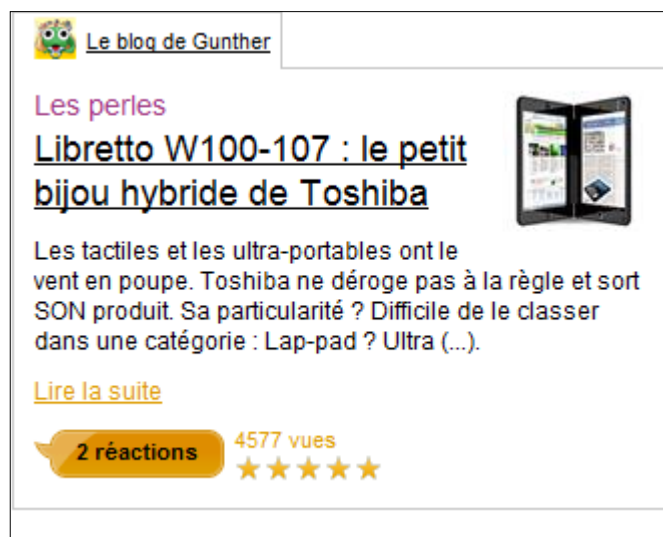 Le blog de Gunther
Les perles
Libretto W100-107 : le petit
bijou hybride de Toshiba
Les tactiles et les ultra-portables ont le
vent en poupe. Toshiba ne déroge pas à la règle et sort
SON produit. Sa particularité ? Difficile de le classer
dans une catégorie : Lap-pad ? Ultra (...).
Lire la suite
2 réactions
4577 vues